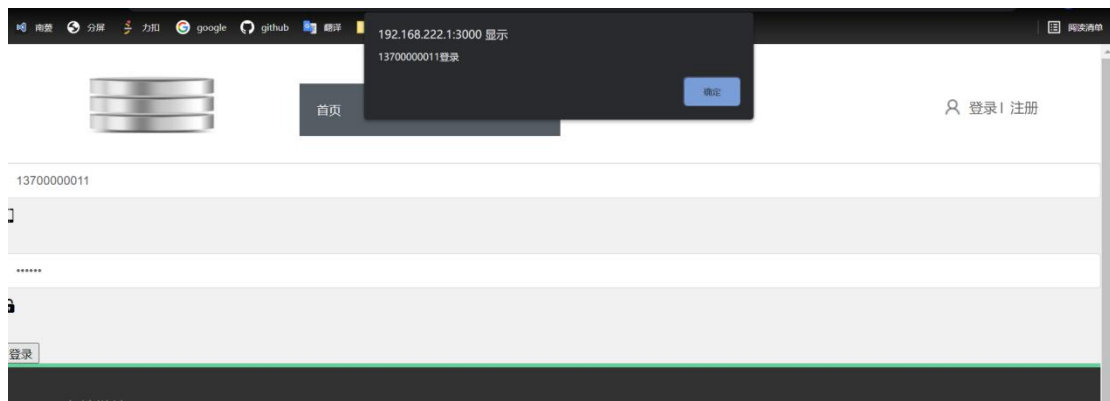 南菱 分屏 力扣 google github 翻译 阅读清单
192.168.222.1:3000 显示
13700000011登录
确定
首页
登录 | 注册
13700000011
••••••
登录